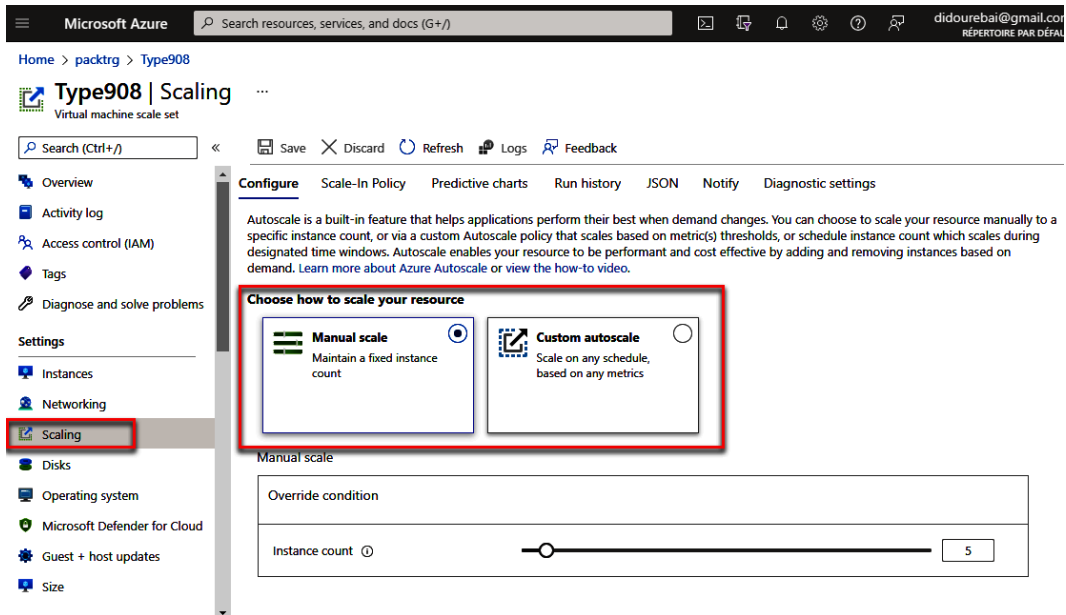 Microsoft Azure
Search resources, services, and docs (G+/)
didourebai@gmail.com
RÉPERTOIRE PAR DÉFAU
Home > packtrg > Type908
Type908 | Scaling ...
Virtual machine scale set
Search (Ctrl+/)
«
Save
Discard
Refresh
Logs
Feedback
Overview
Activity log
Access control (IAM)
Tags
Diagnose and solve problems
Settings
Instances
Networking
Scaling
Disks
Operating system
Microsoft Defender for Cloud
Guest + host updates
Size
Configure
Scale-In Policy
Predictive charts
Run history
JSON
Notify
Diagnostic settings
Autoscale is a built-in feature that helps applications perform their best when demand changes. You can choose to scale your resource manually to a
specific instance count, or via a custom Autoscale policy that scales based on metric(s) thresholds, or schedule instance count which scales during
designated time windows. Autoscale enables your resource to be performant and cost effective by adding and removing instances based on
demand. Learn more about Azure Autoscale or view the how-to video.
Choose how to scale your resource
Manual scale
Maintain a fixed instance
count
Custom autoscale
Scale on any schedule,
based on any metrics
Manual scale
Override condition
Instance count
5